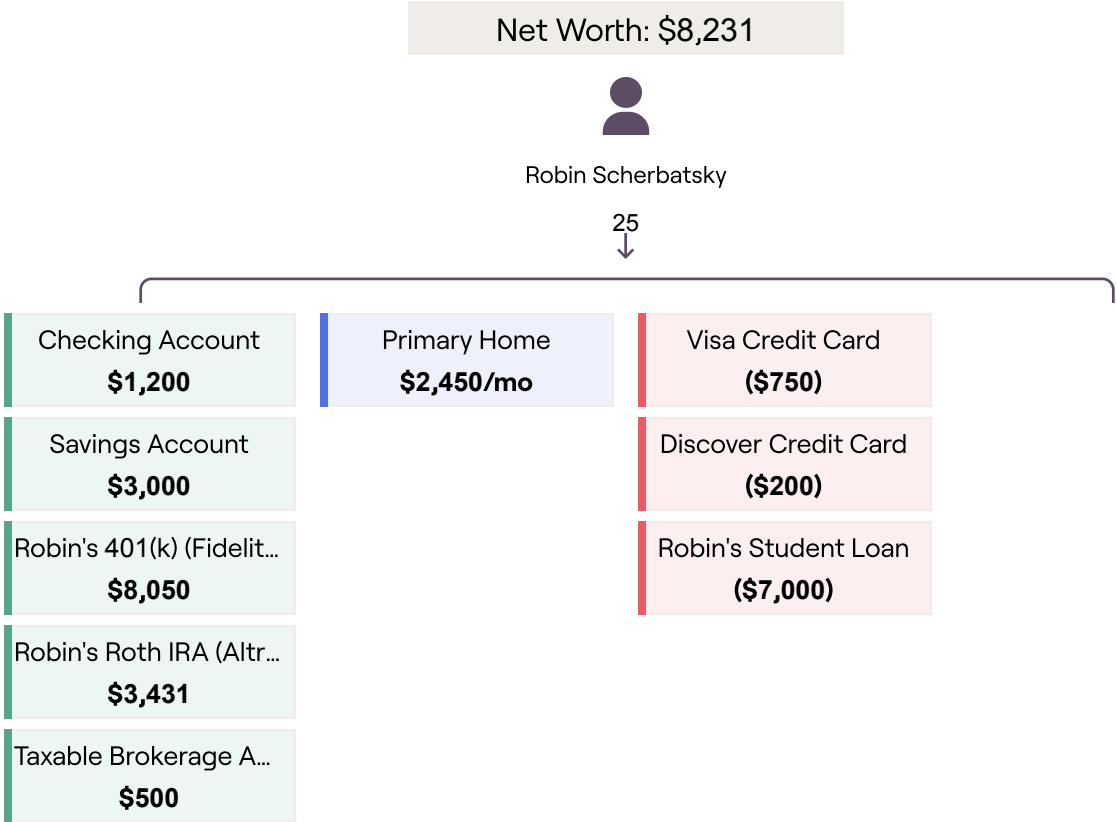 Net Worth: $8,231
Robin Scherbatsky
25
Checking Account
$1,200
Savings Account
$3,000
Robin's 401(k) (Fidelit...
$8,050
Robin's Roth IRA (Altr...
$3,431
Taxable Brokerage A...
$500
Primary Home
$2,450/mo
Visa Credit Card
($750)
Discover Credit Card
($200)
Robin's Student Loan
($7,000)